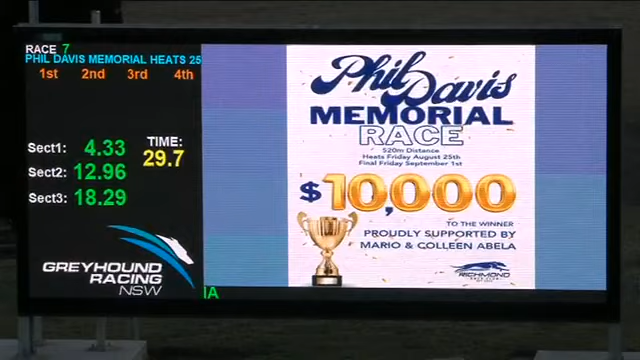 RACE 7
PHIL DAVIS MEMORIAL HEATS 25
1st 2nd 3rd 4th
Sect1: 4.33
Sect2: 12.96
Sect3: 18.29
TIME:
29.7
GREYHOUND
RACING
NSW
IA
Phil Davis
MEMORIAL
RACE
520m Distance
Heats Friday August 25th
Final Friday September 1st
$10,000
TO THE WINNER
PROUDLY SUPPORTED BY
MARIO & COLLEEN ABELA
RICHMOND